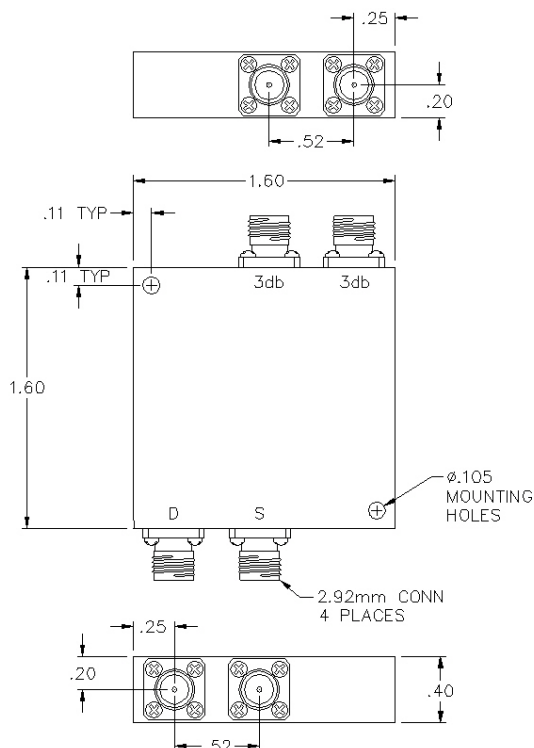 .25
.20
.52
1.60
.11 TYP
.11 TYP
3db 3db
1.60
ø.105
MOUNTING
HOLES
D S
2.92mm CONN
4 PLACES
.25
.20
.40
.52